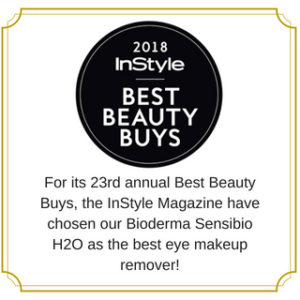 2018
InStyle
BEST
BEAUTY
BUYS
For its 23rd annual Best Beauty
Buys, the InStyle Magazine have
chosen our Bioderma Sensibio
H2O as the best eye makeup
remover!